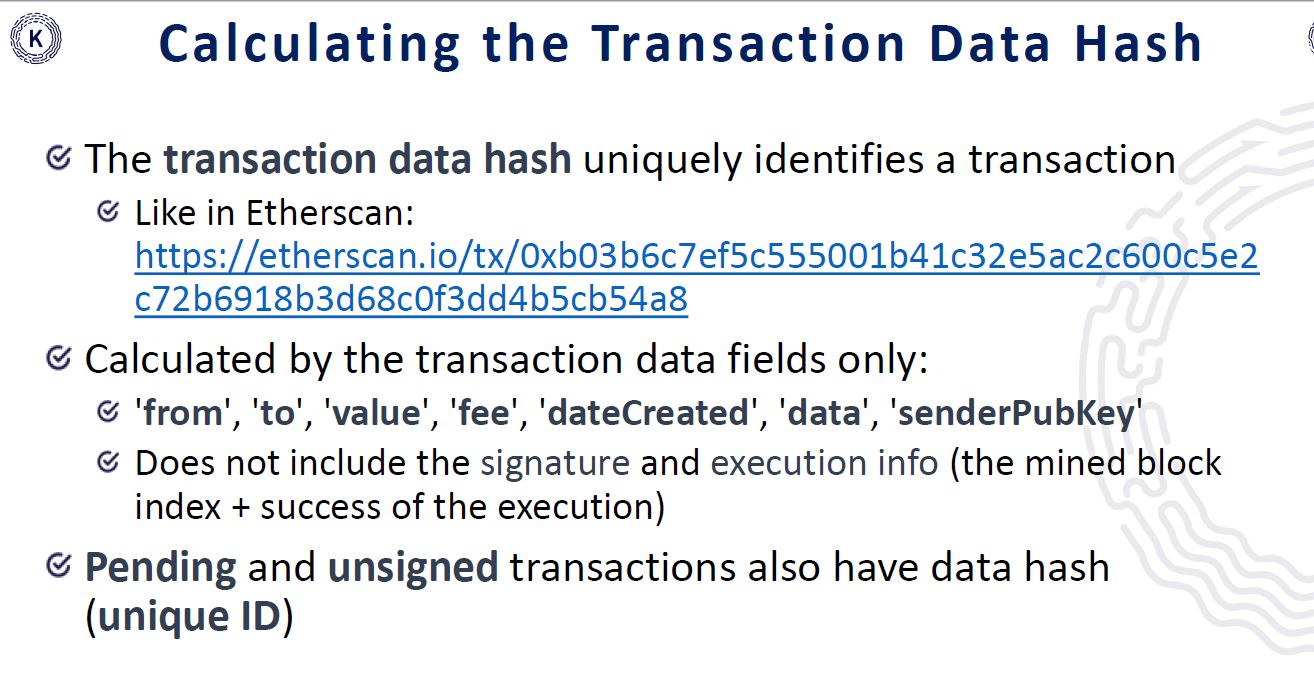 K
Calculating the Transaction Data Hash
The transaction data hash uniquely identifies a transaction
Like in Etherscan:
https://etherscan.io/tx/0xb03b6c7ef5c555001b41c32e5ac2c600c5e2
c72b6918b3d68c0f3dd4b5cb54a8
Calculated by the transaction data fields only:
'from', 'to', 'value', 'fee', 'dateCreated', 'data', 'senderPubKey'
Does not include the signature and execution info (the mined block
index + success of the execution)
Pending and unsigned transactions also have data hash
(unique ID)